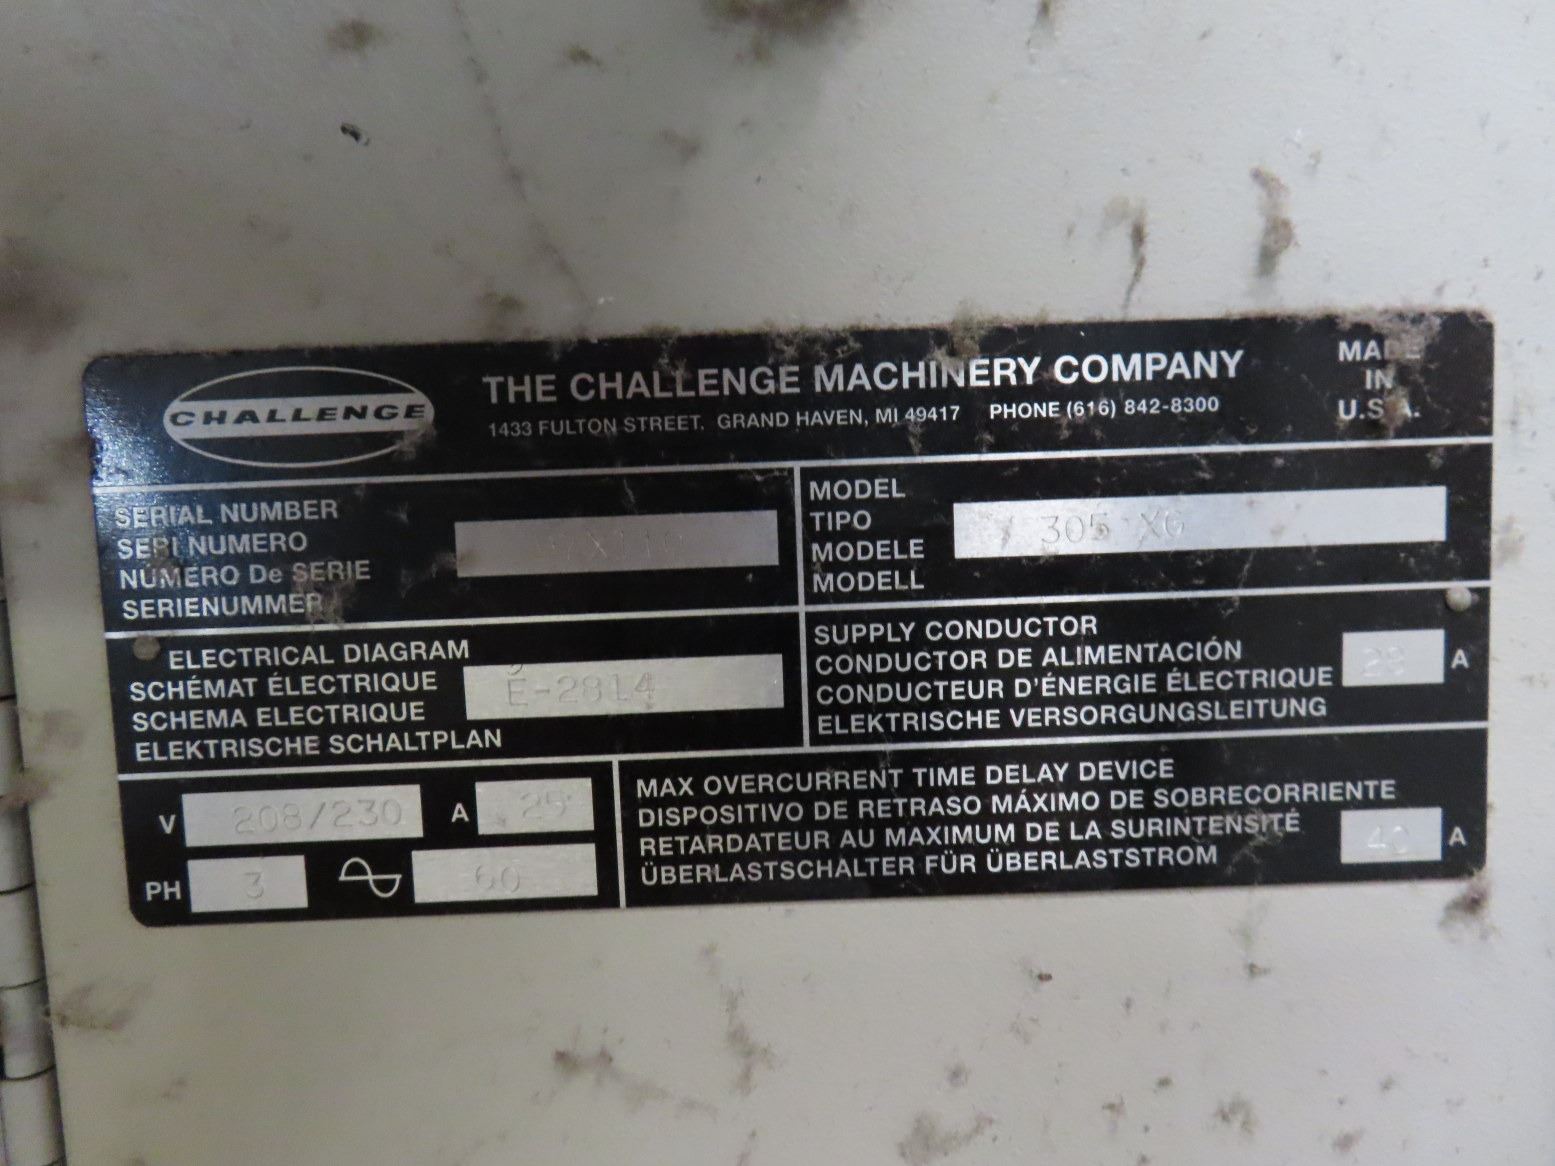 CHALLENGE
THE CHALLENGE MACHINERY COMPANY
1433 FULTON STREET, GRAND HAVEN, MI 49417 PHONE (616) 842-8300
MADE
IN
U.S.A.
SERIAL NUMBER
SERI NUMERO
NUMÉRO De SERIE
SERIENUMMER
MODEL
TIPO
MODELE
MODELL
305 XG
ELECTRICAL DIAGRAM
SCHÉMAT ÉLECTRIQUE
SCHEMA ELECTRIQUE
ELEKTRISCHE SCHALTPLAN
E-2814
SUPPLY CONDUCTOR
CONDUCTOR DE ALIMENTACIÓN
CONDUCTEUR D'ÉNERGIE ÉLECTRIQUE
ELEKTRISCHE VERSORGUNGSLEITUNG
28 A
V 208/230 A 25
PH 3 60
MAX OVERCURRENT TIME DELAY DEVICE
DISPOSITIVO DE RETRASO MÁXIMO DE SOBRECORRIENTE
RETARDATEUR AU MAXIMUM DE LA SURINTENSITÉ
ÜBERLASTSCHALTER FÜR ÜBERLASTSTROM
40 A